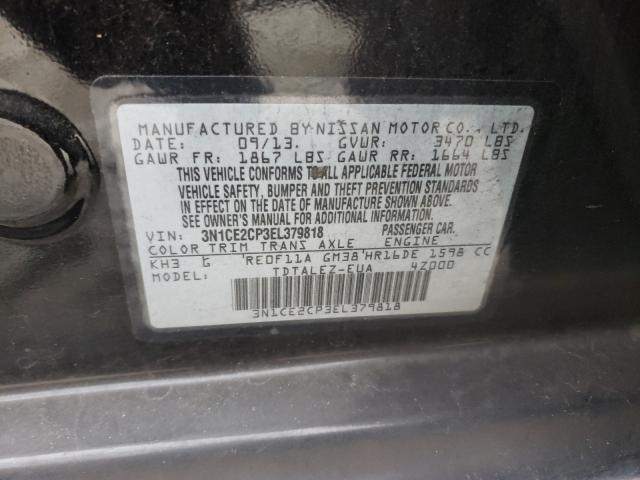 MANUFACTURED BY NISSAN MOTOR CO., LTD.
DATE: 09/13. GVWR: 3470 LBS
GAWR FR: 1867 LBS GAWR RR: 1664 LBS
THIS VEHICLE CONFORMS TO ALL APPLICABLE FEDERAL MOTOR
VEHICLE SAFETY, BUMPER AND THEFT PREVENTION STANDARDS
IN EFFECT ON THE DATE OF MANUFACTURE SHOWN ABOVE.
SEE OWNER'S MANUAL FOR ADDITIONAL INFORMATION.
VIN: 3N1CE2CP3EL379818 PASSENGER CAR.
COLOR TRIM TRANS AXLE ENGINE
KH3 RE0F11A GM38 HR16DE 1598 CC
MODEL: TDTALEZ-EUA 4Z000
3N1CE2CP3EL379818